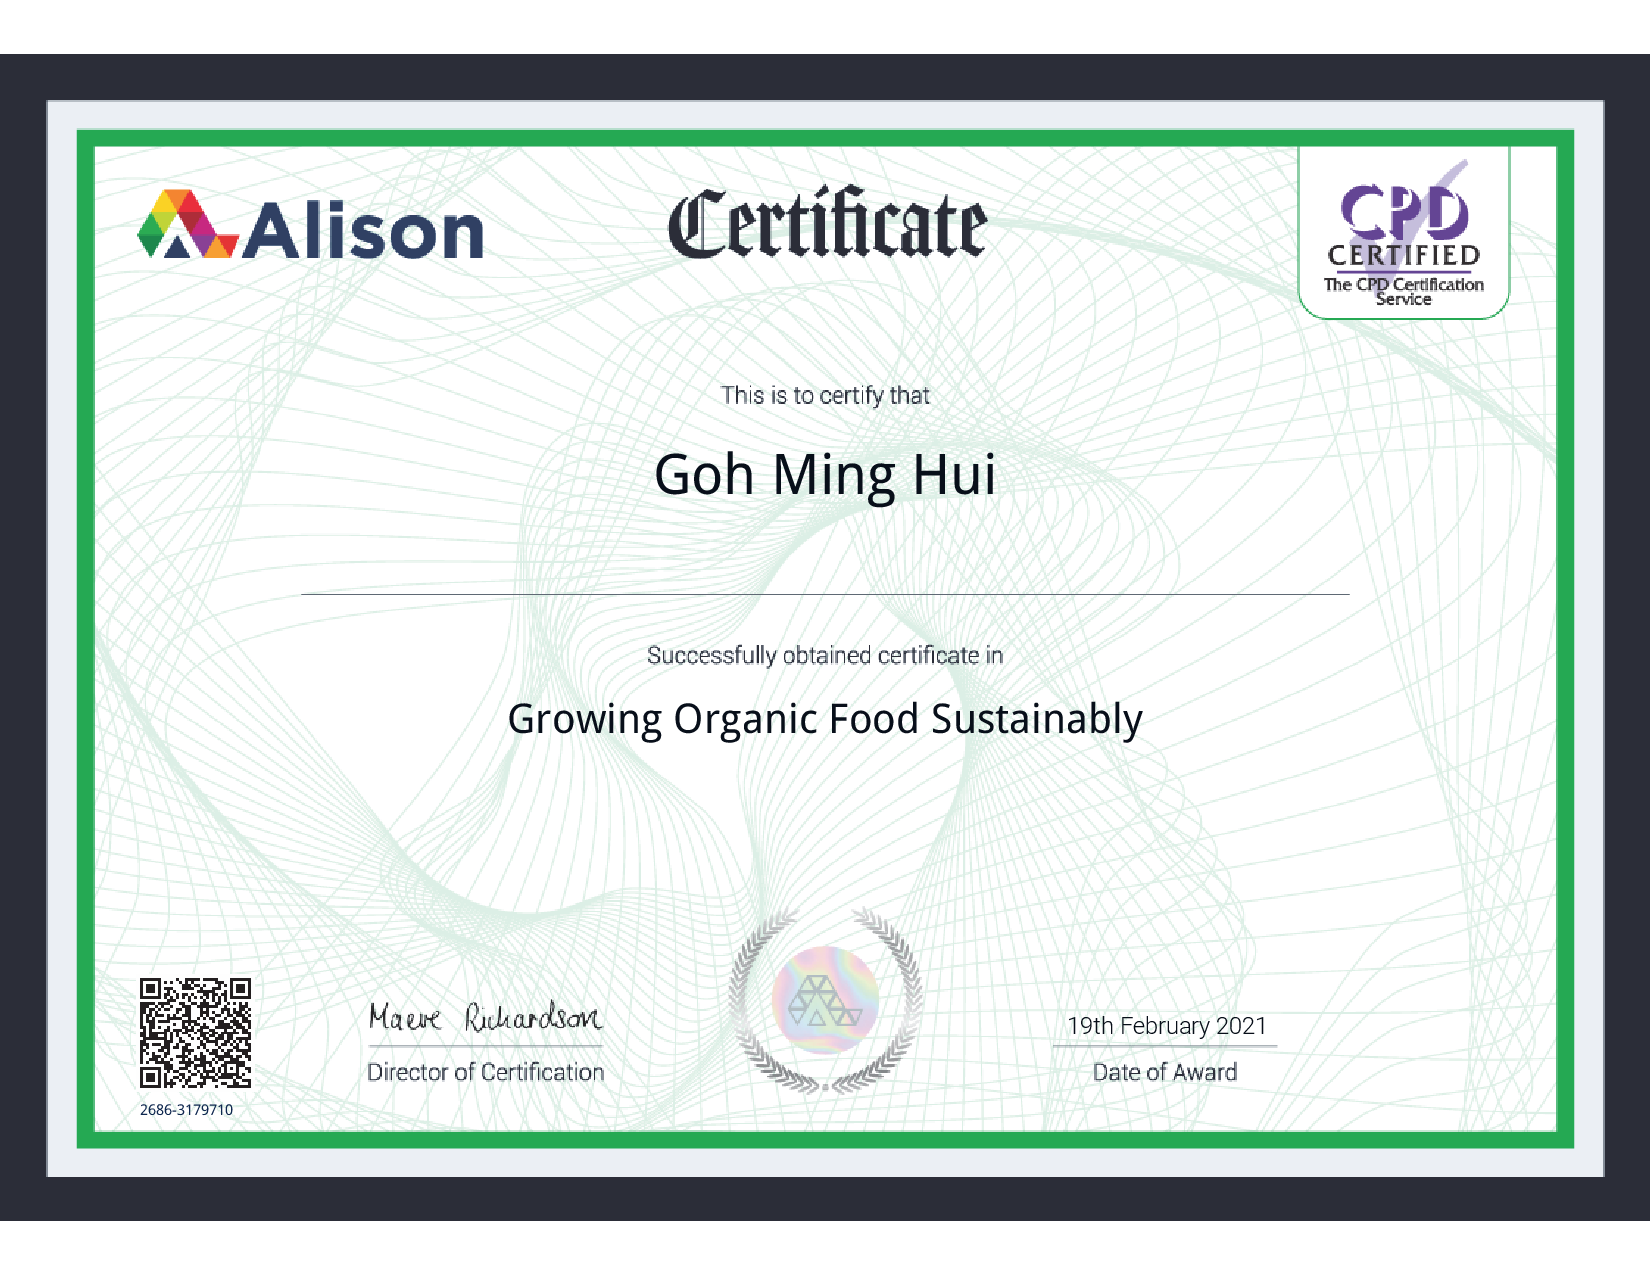 Alison
Certificate
CPD
CERTIFIED
The CPD Certification
Service
This is to certify that
Goh Ming Hui
Successfully obtained certificate in
Growing Organic Food Sustainably
Maeve Richardson
Director of Certification
19th February 2021
Date of Award
2686-3179710